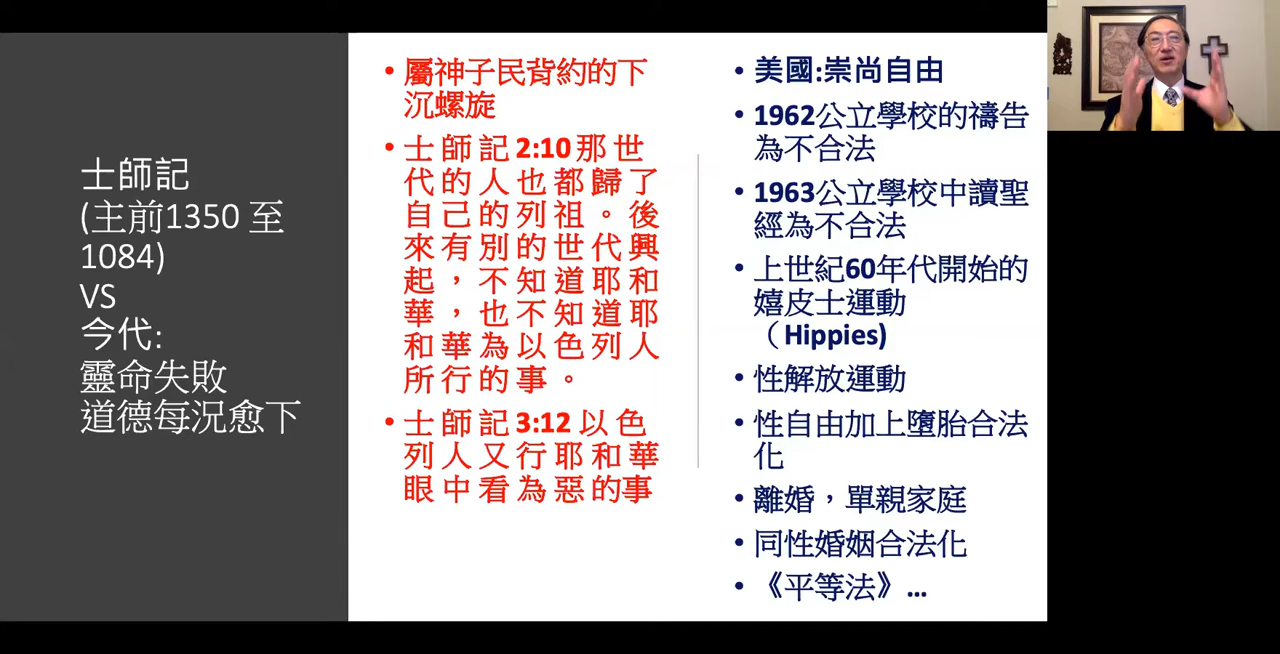 士師記
(主前1350 至
1084)
VS
今代:
靈命失敗
道德每況愈下
• 屬神子民背約的下
沉螺旋
• 士師記 2:10 那世
代的人也都歸了
自己的列祖。後
來有別的世代興
起，不知道耶和
華，也不知道耶
和華為以色列人
所行的事。
• 士師記 3:12 以色
列人又行耶和華
眼中看為惡的事
• 美國:崇尚自由
• 1962公立學校的禱告
為不合法
• 1963公立學校中讀聖
經為不合法
• 上世紀60年代開始的
嬉皮士運動
（Hippies)
• 性解放運動
• 性自由加上墮胎合法
化
• 離婚，單親家庭
• 同性婚姻合法化
• 《平等法》…